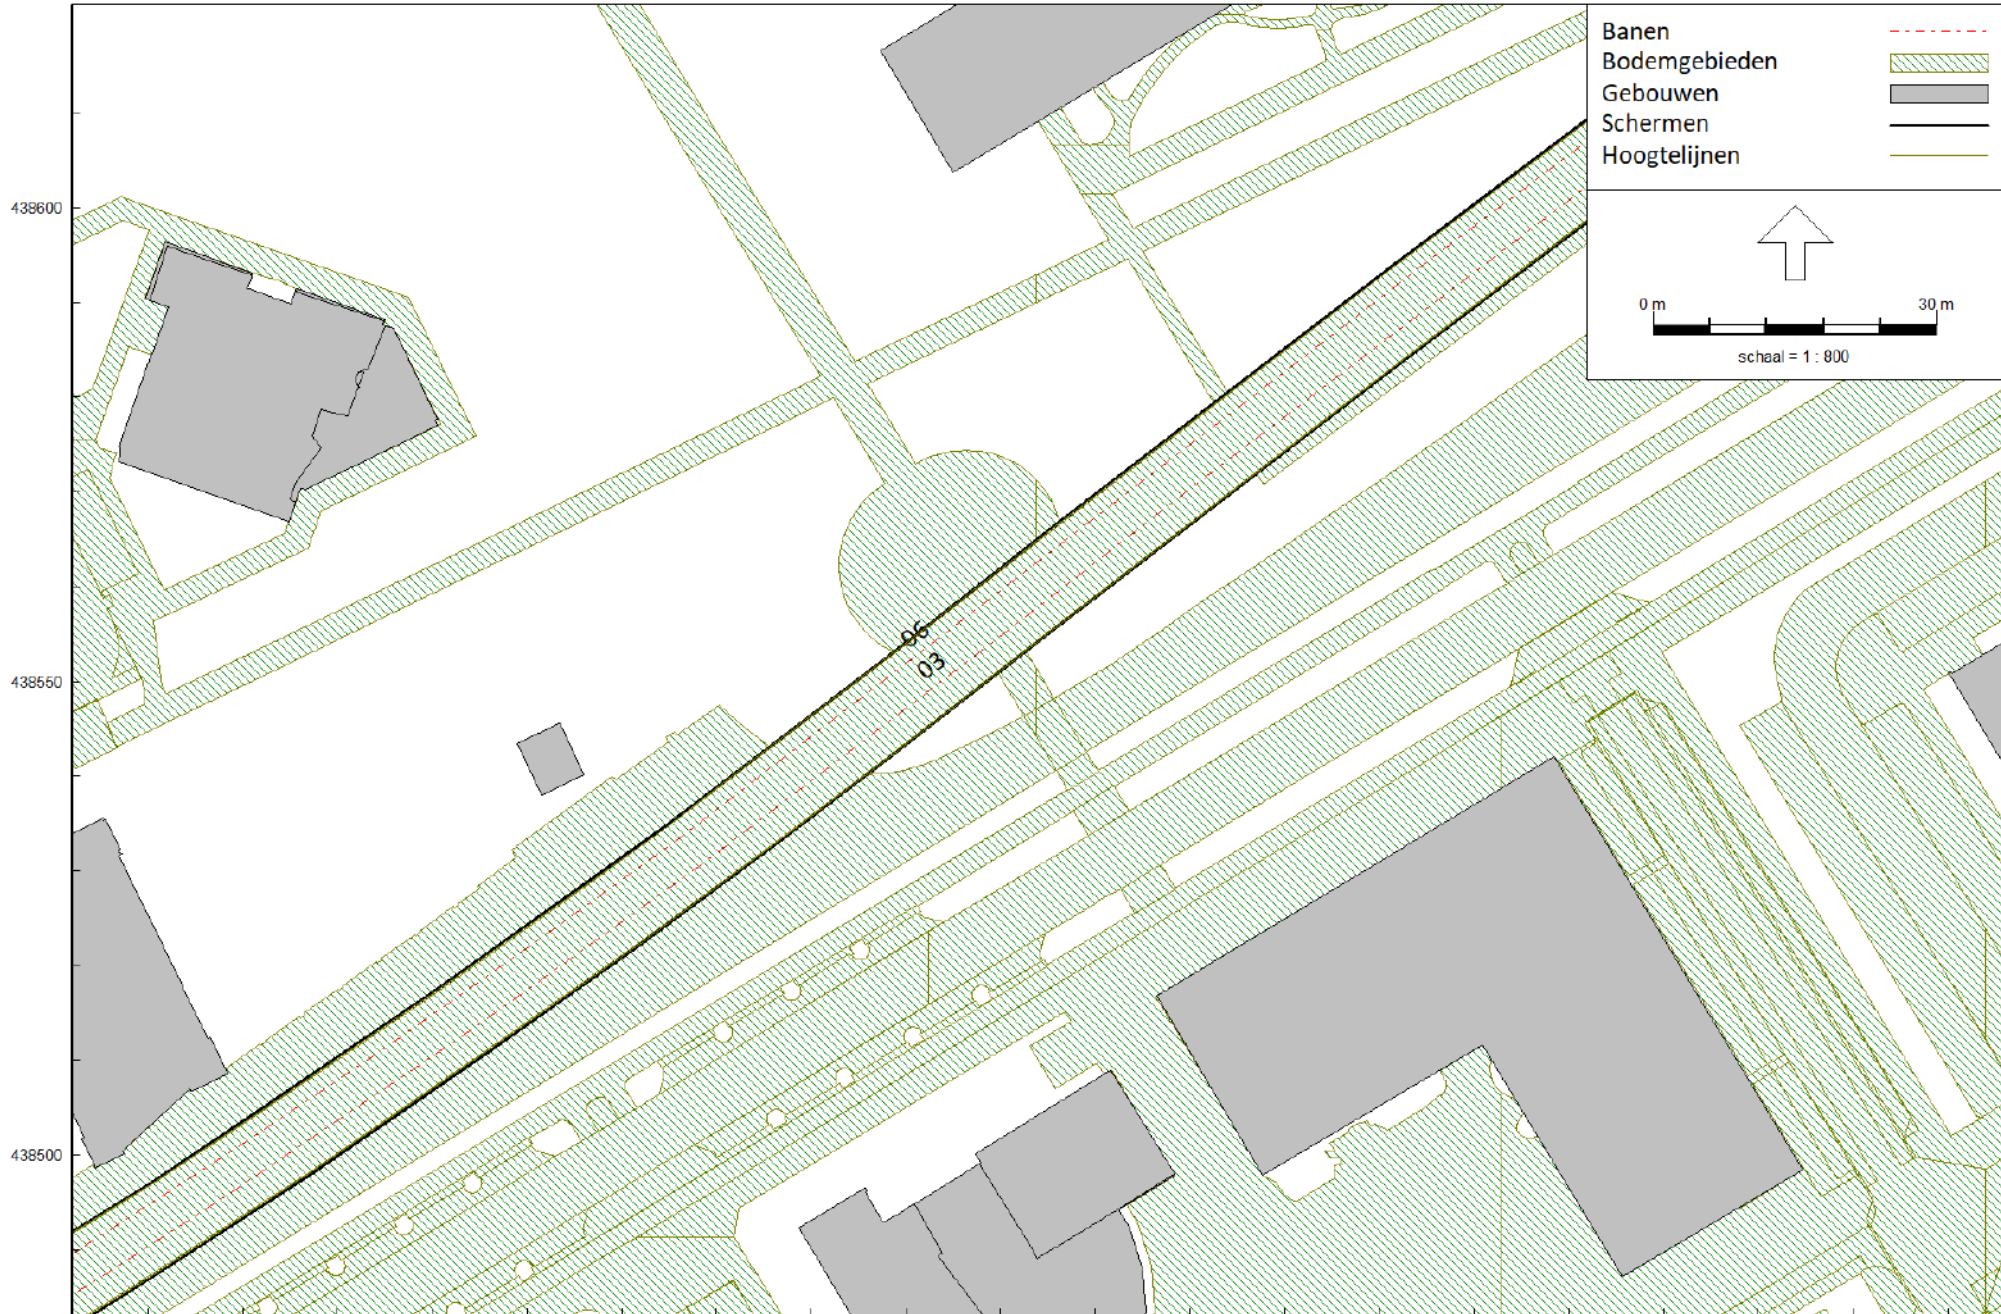 Banen
Bodemgebieden
Gebouwen
Schermen
Hoogtelijnen
0 m 30 m
schaal = 1 : 800
438600
438550
438500
06
03